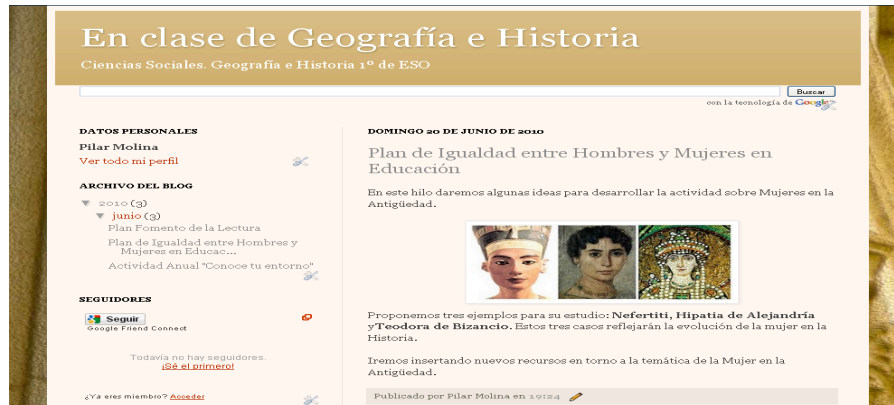 En clase de Geografía e Historia
Ciencias Sociales. Geografía e Historia 1º de ESO
Buscar
con la tecnología de Google
DATOS PERSONALES
Pilar Molina
Ver todo mi perfil
ARCHIVO DEL BLOG
▼ 2010 (3)
▼ junio (3)
Plan Fomento de la Lectura
Plan de Igualdad entre Hombres y
Mujeres en Educac...
Actividad Anual "Conoce tu entorno"
SEGUIDORES
Seguir
Google Friend Connect
Todavía no hay seguidores.
¡Sé el primero!
¿Ya eres miembro? Acceder
DOMINGO 20 DE JUNIO DE 2010
Plan de Igualdad entre Hombres y Mujeres en
Educación
En este hilo daremos algunas ideas para desarrollar la actividad sobre Mujeres en la
Antigüedad.
Proponemos tres ejemplos para su estudio: Nefertiti, Hipatia de Alejandría
yTeodora de Bizancio. Estos tres casos reflejarán la evolución de la mujer en la
Historia.
Iremos insertando nuevos recursos en torno a la temática de la Mujer en la
Antigüedad.
Publicado por Pilar Molina en 19:24